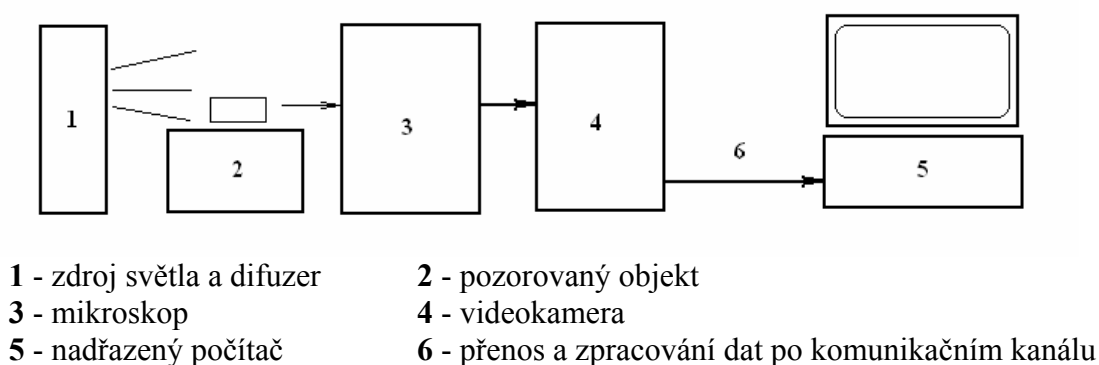 1
2
3
4
6
5
1 - zdroj světla a difuzer 2 - pozorovaný objekt
3 - mikroskop 4 - videokamera
5 - nadřazený počítač 6 - přenos a zpracování dat po komunikačním kanálu